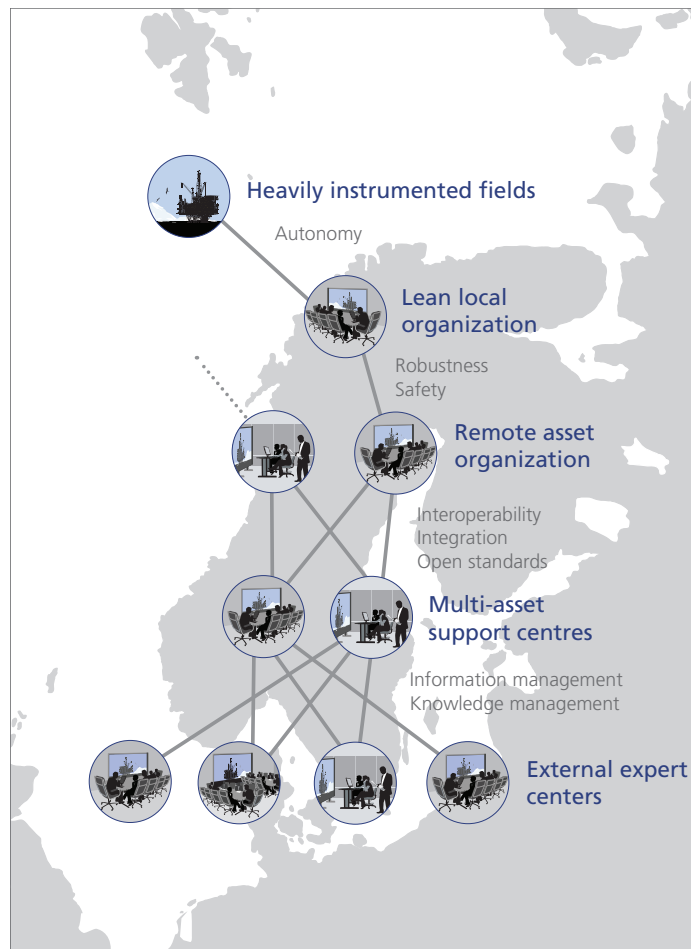 Heavily instrumented fields
Autonomy
Lean local
organization
Robustness
Safety
Remote asset
organization
Interoperability
Integration
Open standards
Multi-asset
support centres
Information management
Knowledge management
External expert
centers